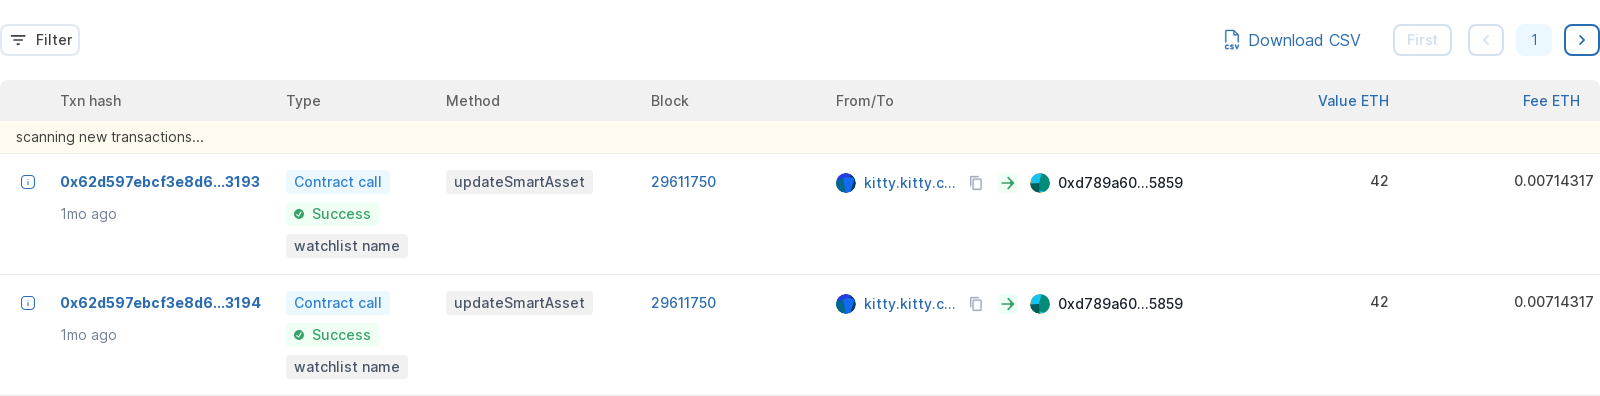 Filter Download CSV First 1
Txn hash Type Method Block From/To Value ETH Fee ETH
scanning new transactions...
0x62d597ebcf3e8d6...3193 Contract call updateSmartAsset 29611750 kitty.kitty.c... 0xd789a60...5859 42 0.00714317
1mo ago Success
watchlist name
0x62d597ebcf3e8d6...3194 Contract call updateSmartAsset 29611750 kitty.kitty.c... 0xd789a60...5859 42 0.00714317
1mo ago Success
watchlist name